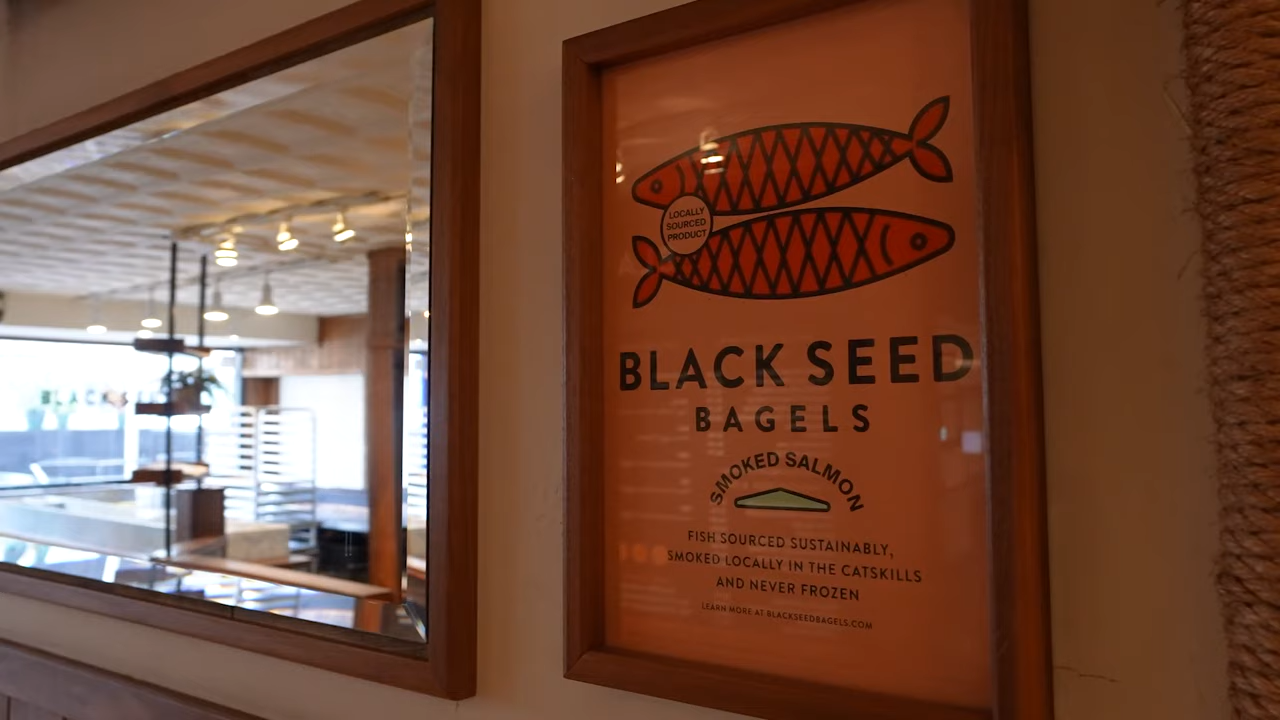 LOCALLY
SOURCED
PRODUCT
BLACK SEED
BAGELS
SMOKED SALMON
FISH SOURCED SUSTAINABLY,
SMOKED LOCALLY IN THE CATSKILLS
AND NEVER FROZEN
LEARN MORE AT BLACKSEEDBAGELS.COM